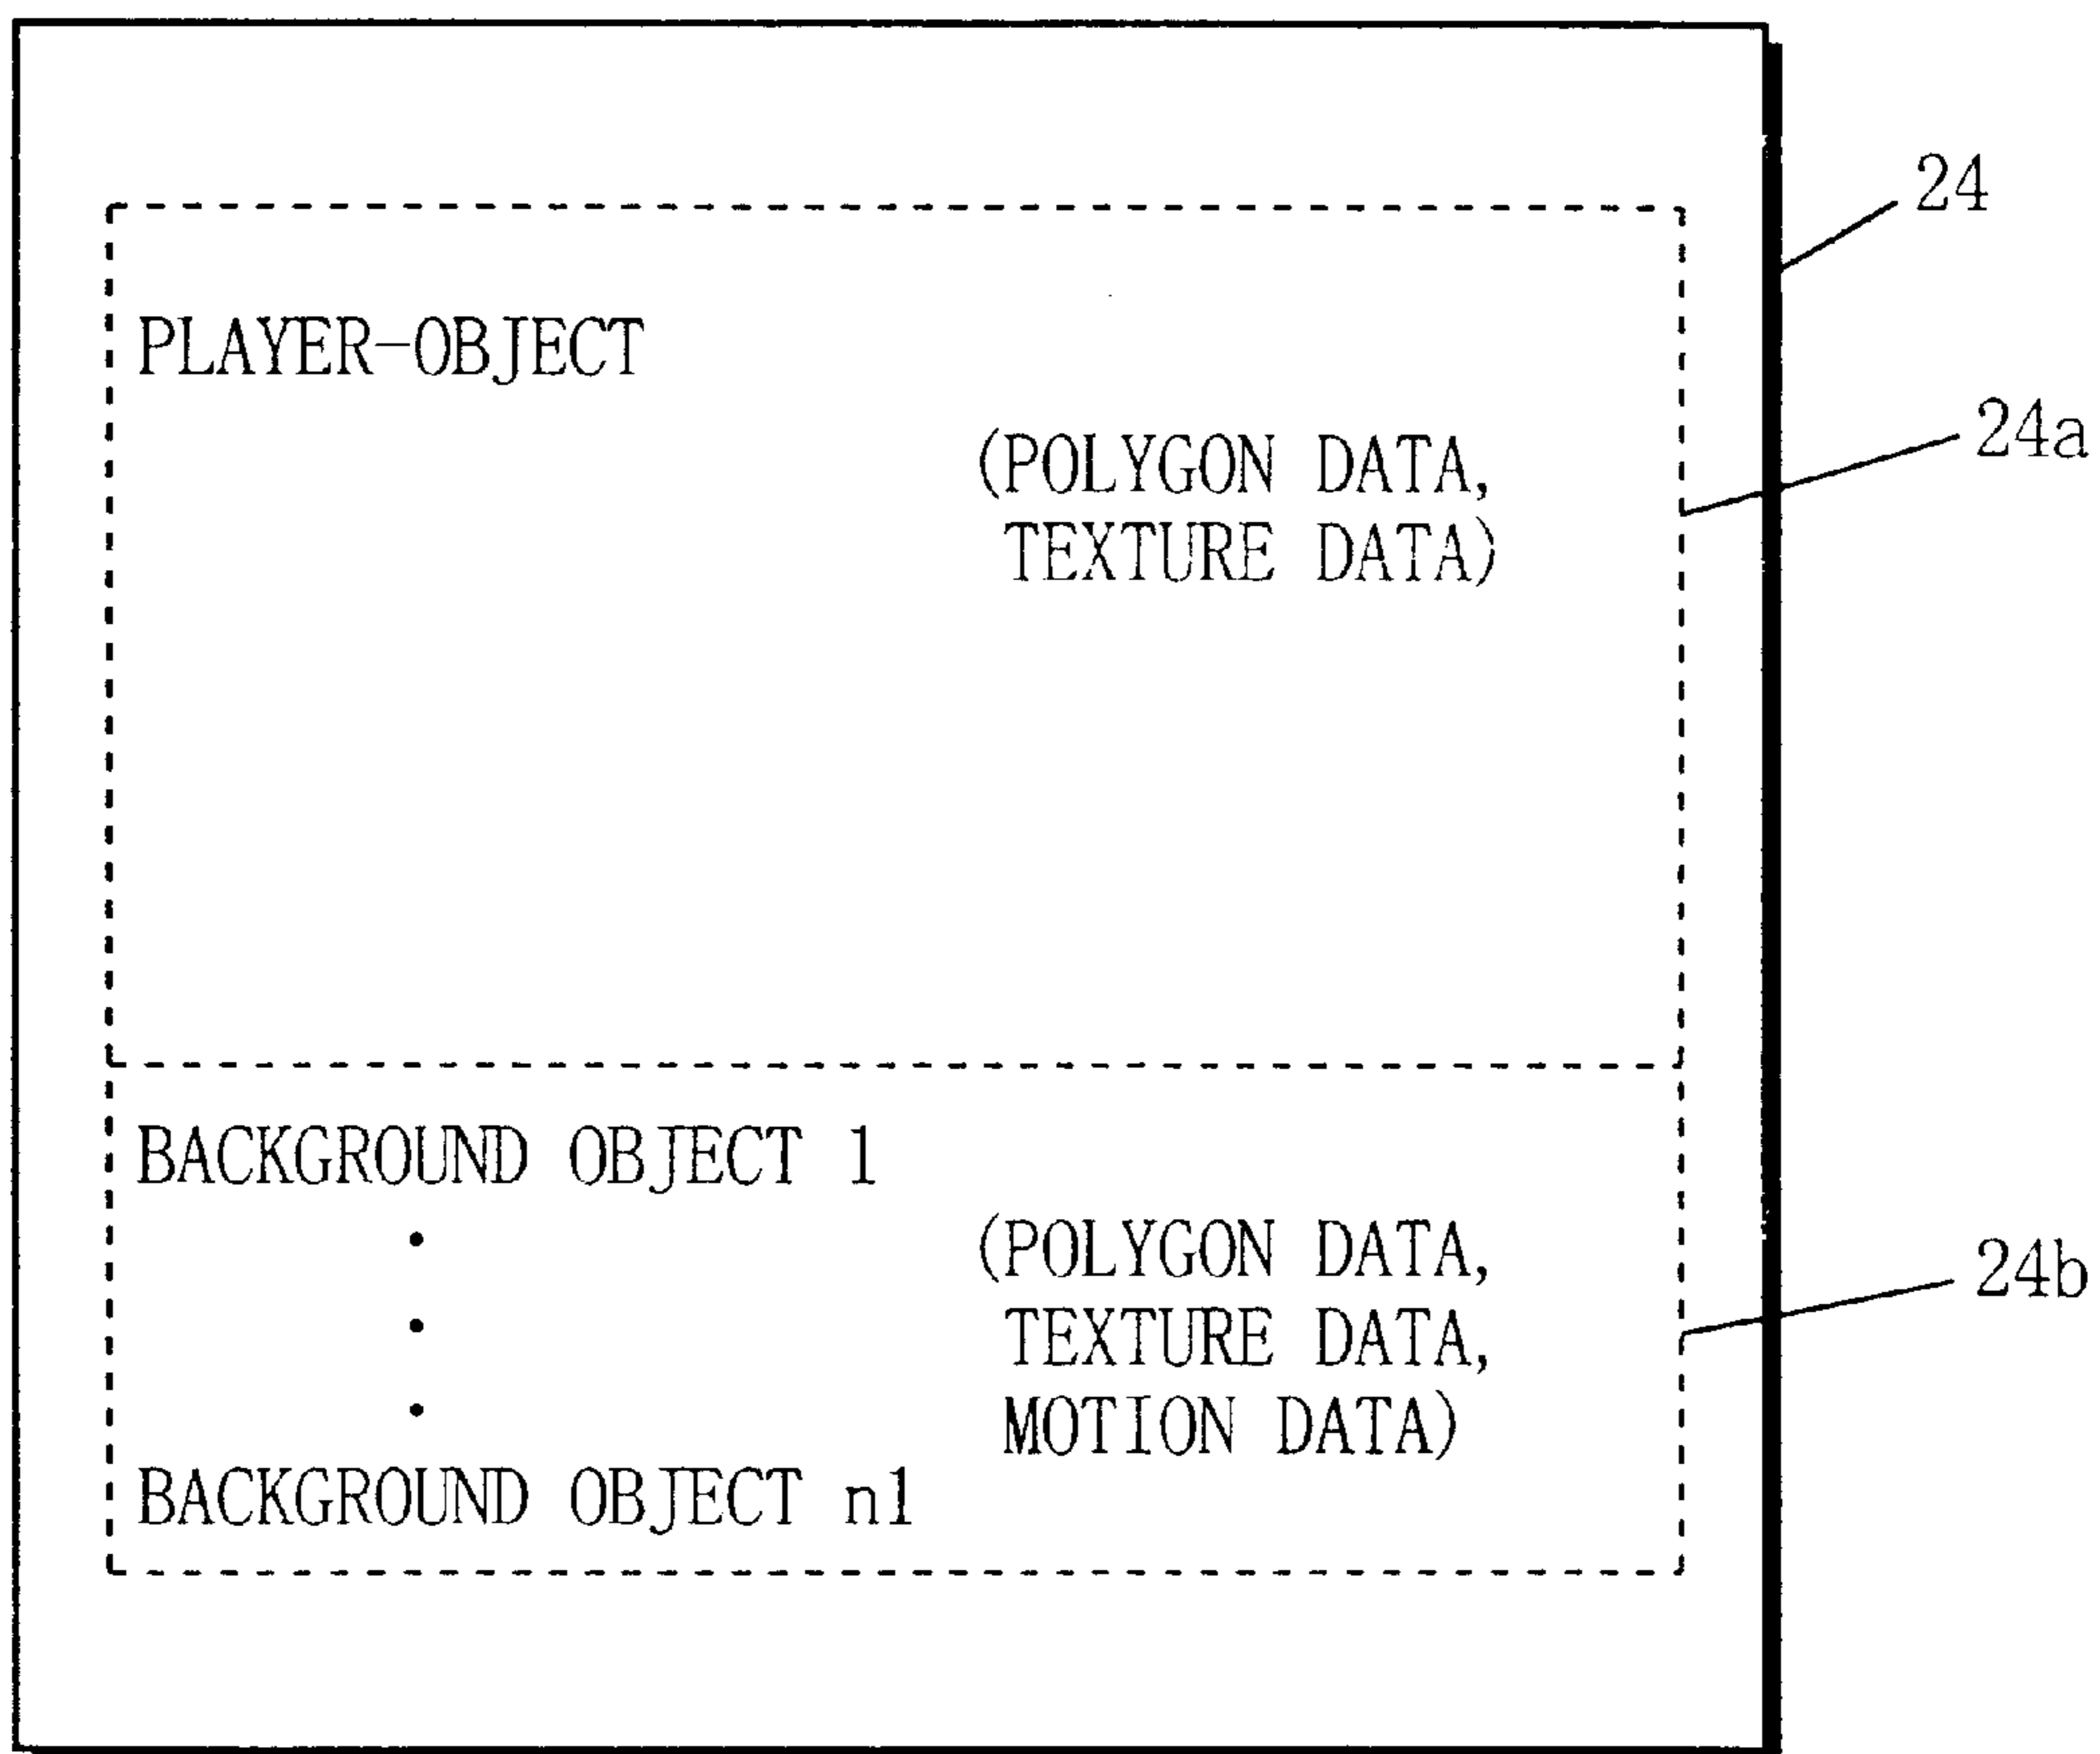 24
PLAYER-OBJECT
24a
(POLYGON DATA,
TEXTURE DATA)
BACKGROUND OBJECT 1
(POLYGON DATA,
24b
TEXTURE DATA,
MOTION DATA)
BACKGROUND OBJECT n1